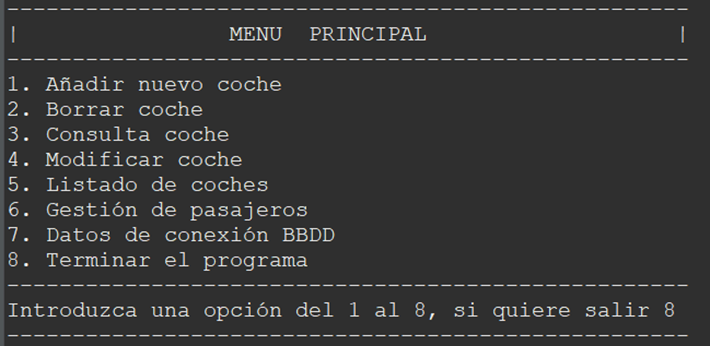 ----------------------------------------------------
|                MENU  PRINCIPAL                   |
----------------------------------------------------
1. Añadir nuevo coche
2. Borrar coche
3. Consulta coche
4. Modificar coche
5. Listado de coches
6. Gestión de pasajeros
7. Datos de conexión BBDD
8. Terminar el programa
----------------------------------------------------
Introduzca una opción del 1 al 8, si quiere salir 8
----------------------------------------------------